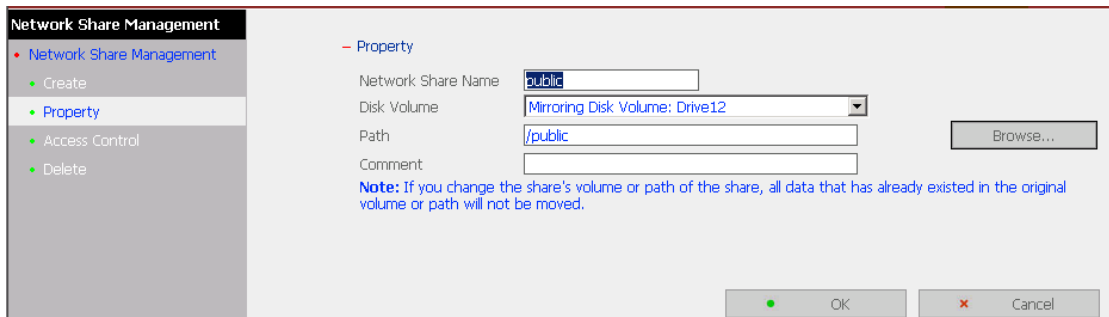 Network Share Management
Network Share Management
Create
Property
Access Control
Delete
– Property
Network Share Name public
Disk Volume Mirroring Disk Volume: Drive12
Path /public Browse...
Comment
Note: If you change the share's volume or path of the share, all data that has already existed in the original
volume or path will not be moved.
OK Cancel